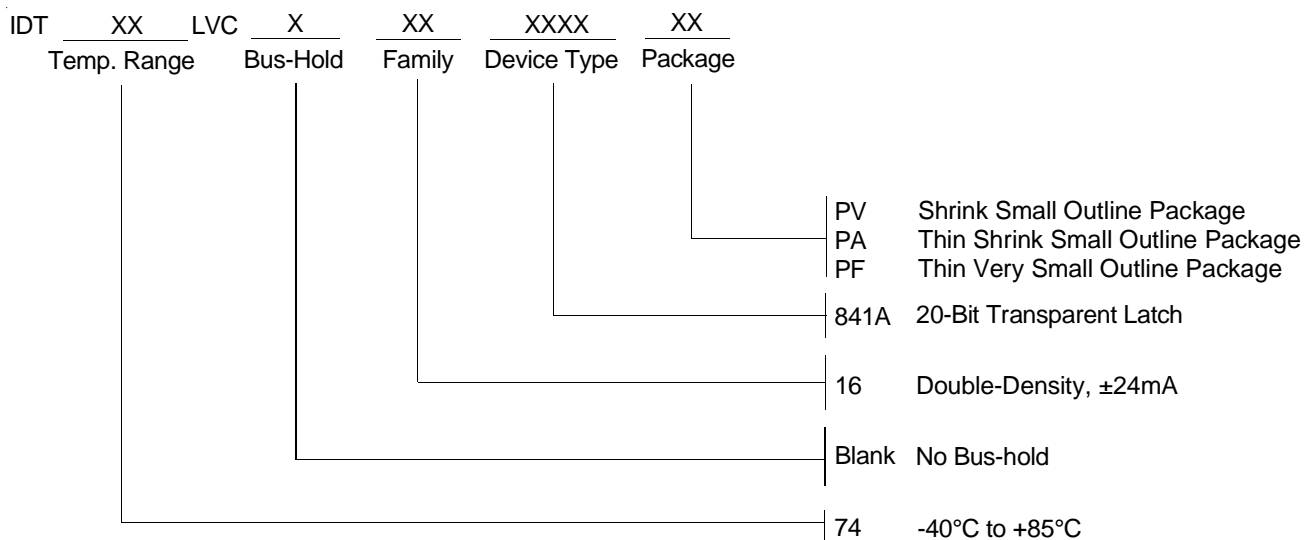 IDT XX LVC X XX XXXX XX
Temp. Range Bus-Hold Family Device Type Package
PV Shrink Small Outline Package
PA Thin Shrink Small Outline Package
PF Thin Very Small Outline Package
841A 20-Bit Transparent Latch
16 Double-Density, ±24mA
Blank No Bus-hold
74 -40°C to +85°C